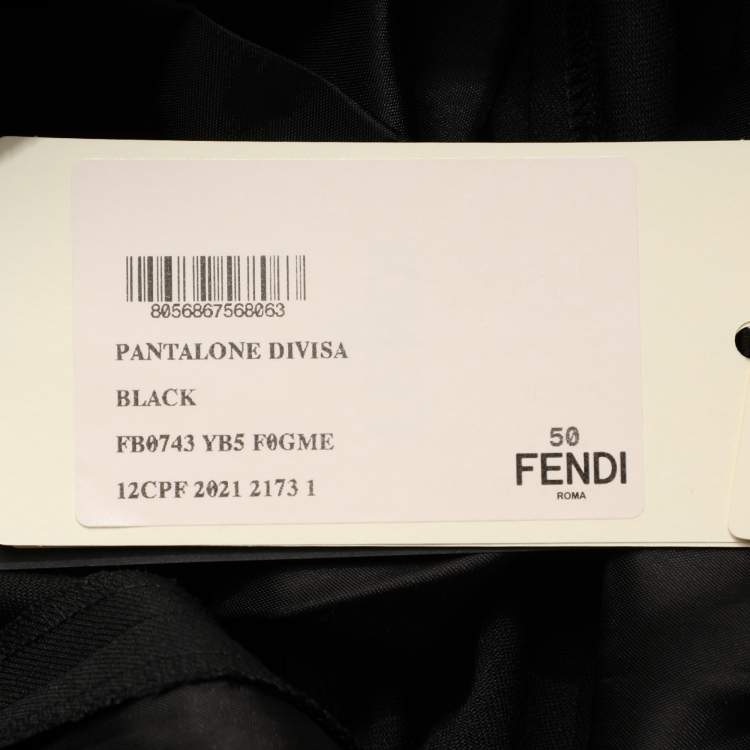 8056867568063
PANTALONE DIVISA
BLACK
FB0743 YB5 F0GME
12CPF 2021 2173 1
50
FENDI
ROMA